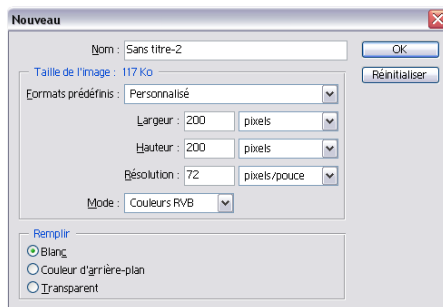 Nouveau
Nom : Sans titre-2
OK
Taille de l'image : 117 Ko
Réinitialiser
Formats prédéfinis : Personnalisé
Largeur : 200 pixels
Hauteur : 200 pixels
Résolution : 72 pixels/pouce
Mode : Couleurs RVB
Remplir
Blanc
Couleur d'arrière-plan
Transparent